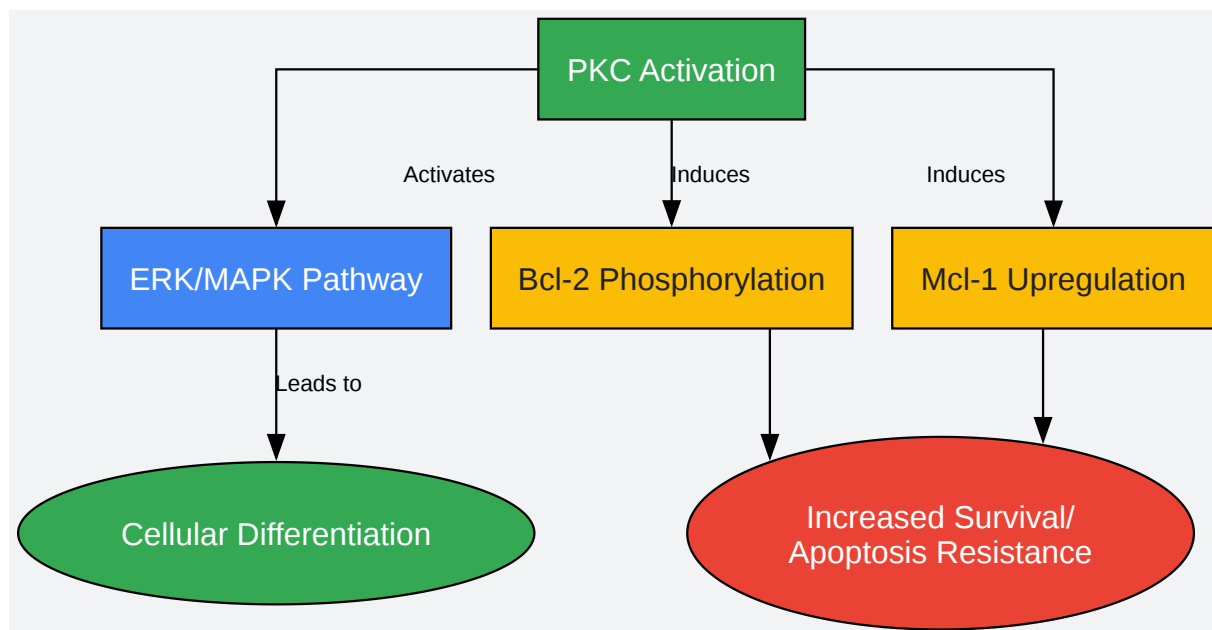 PKC Activation
Activates
Induces
Induces
ERK/MAPK Pathway
Bcl-2 Phosphorylation
Mcl-1 Upregulation
Leads to
Cellular Differentiation
Increased Survival/
Apoptosis Resistance